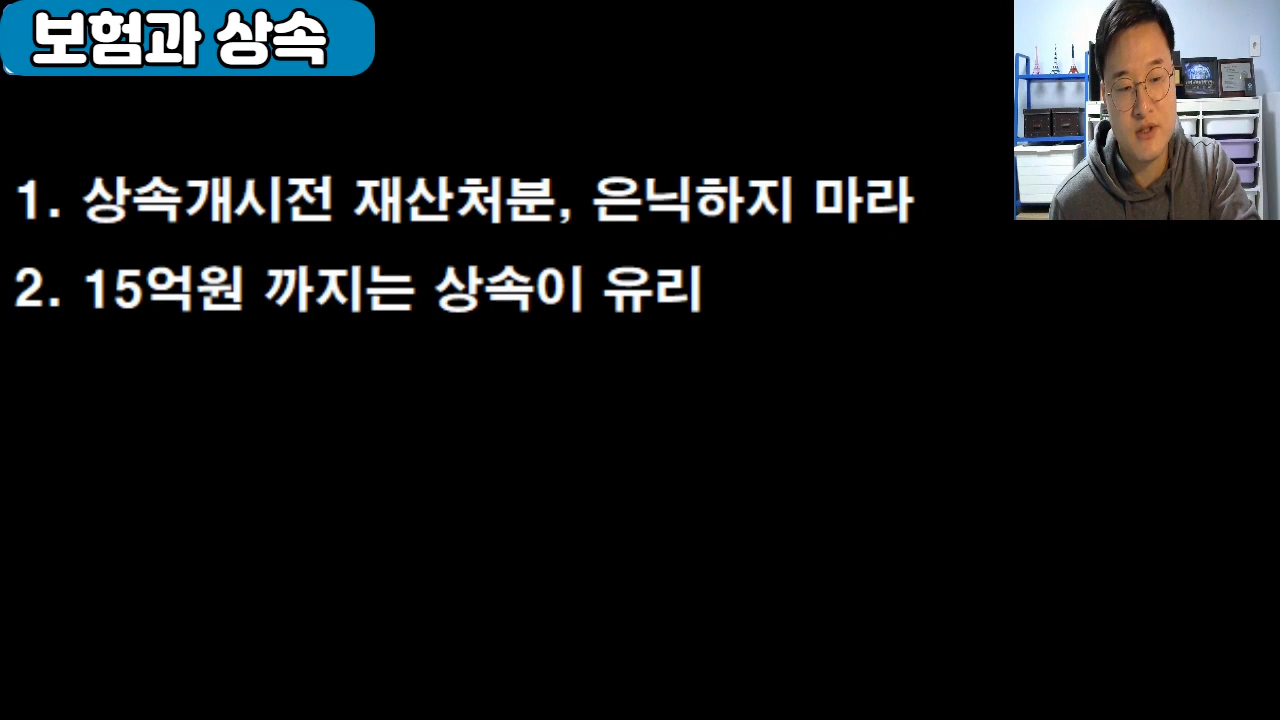 보험과 상속
1. 상속개시전 재산처분, 은닉하지 마라
2. 15억원 까지는 상속이 유리